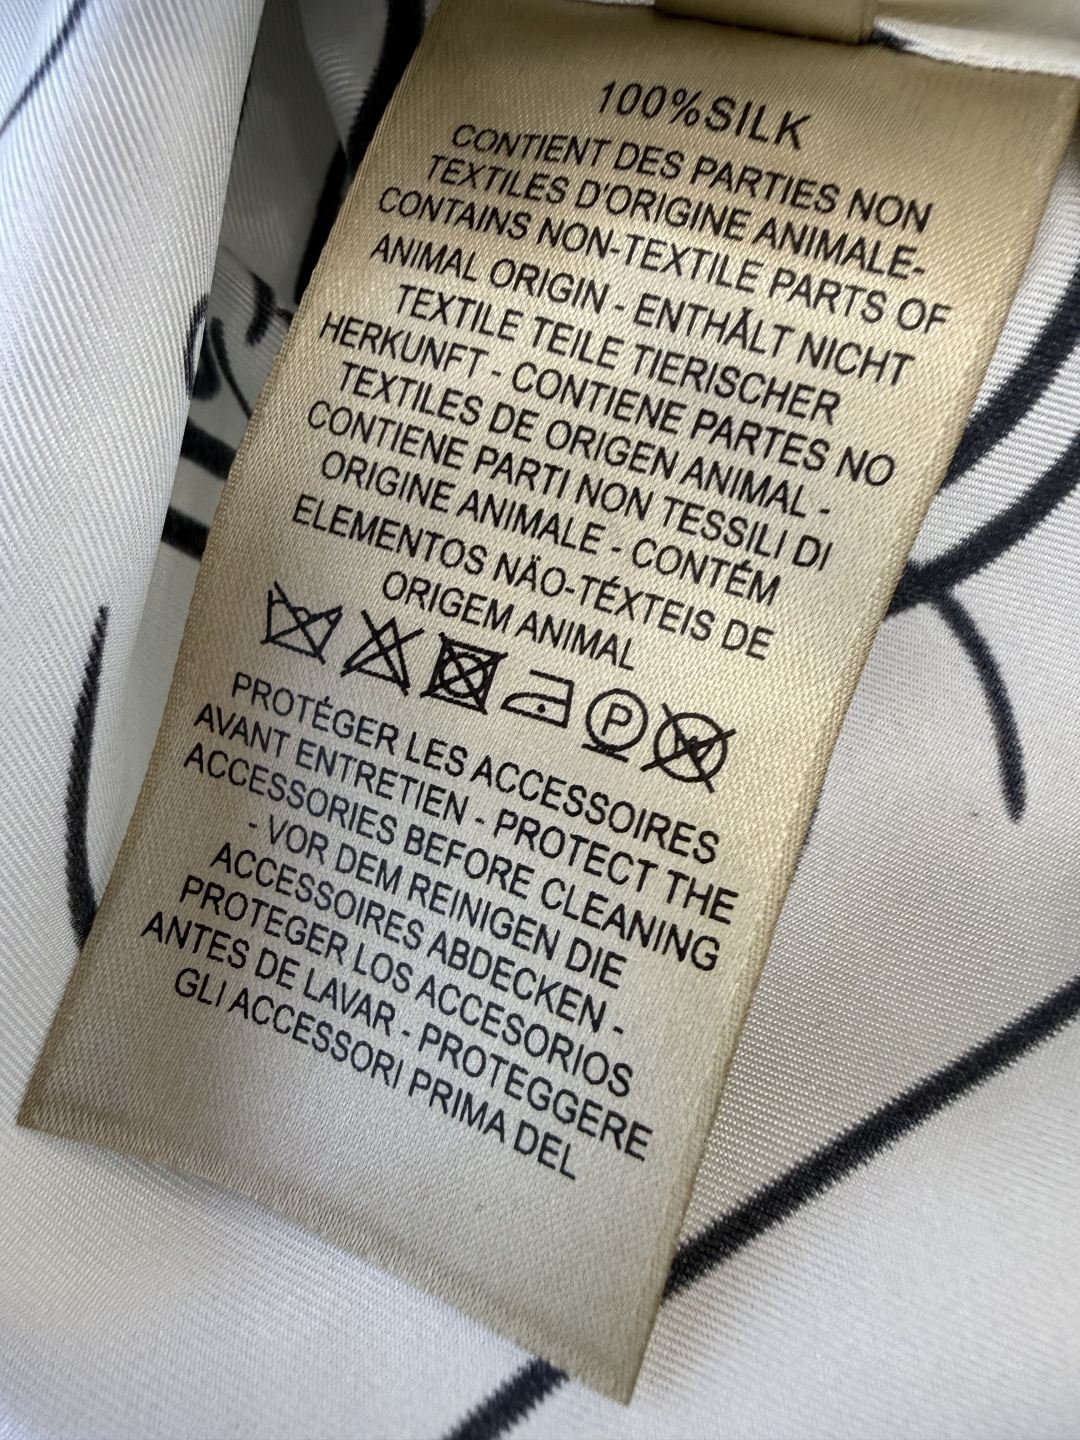 100%SILK
CONTIENT DES PARTIES NON
TEXTILES D'ORIGINE ANIMALE-
CONTAINS NON-TEXTILE PARTS OF
ANIMAL ORIGIN - ENTHÄLT NICHT
TEXTILE TEILE TIERISCHER
HERKUNFT - CONTIENE PARTES NO
TEXTILES DE ORIGEN ANIMAL -
CONTIENE PARTI NON TESSILI DI
ORIGINE ANIMALE - CONTÉM
ELEMENTOS NÄO-TÉXTEIS DE
ORIGEM ANIMAL
P W
PROTÉGER LES ACCESSOIRES
AVANT ENTRETIEN - PROTECT THE
ACCESSORIES BEFORE CLEANING
- VOR DEM REINIGEN DIE
ACCESSOIRES ABDECKEN -
PROTEGER LOS ACCESORIOS
ANTES DE LAVAR - PROTEGGERE
GLI ACCESSORI PRIMA DEL